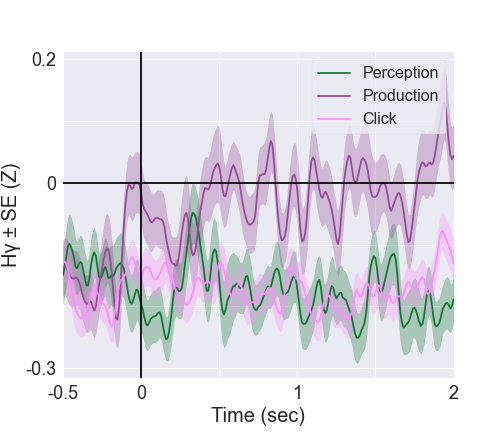 0.2
Perception
Production
Click
0
-0.3
Hγ ± SE (Z)
-0.5
0
1
2
Time (sec)